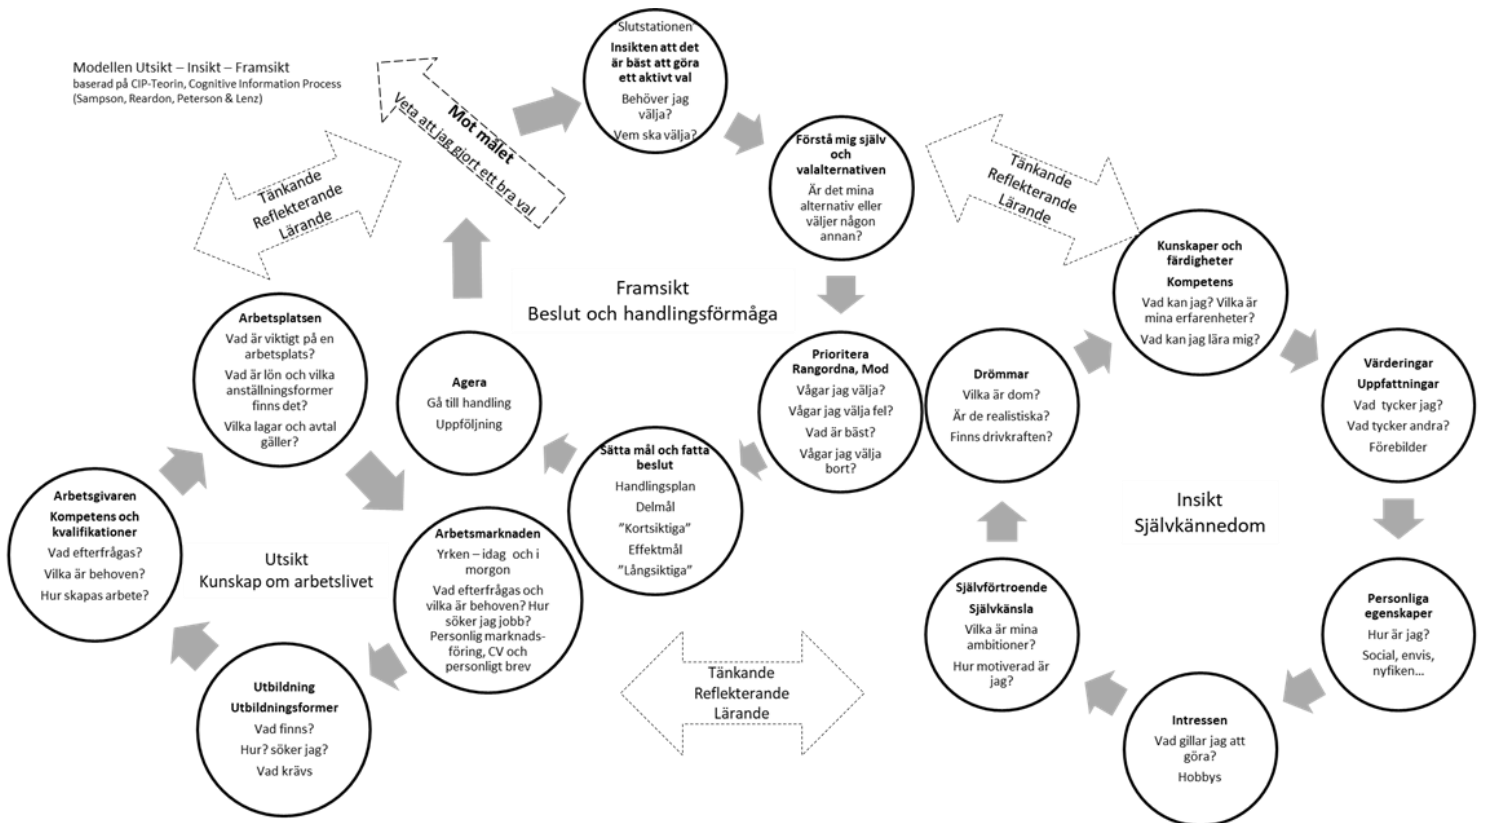 Modellen Utsikt – Insikt – Framsikt
baserad på CIP-Teorin, Cognitive Information Process
(Sampson, Reardon, Peterson & Lenz)
Mot målet
Veta att jag gjort ett bra val
Slutstationen
Insikten att det
är bäst att göra
ett aktivt val
Behöver jag
välja?
Vem ska välja?
Förstå mig själv
och
valalternativen
Är det mina
alternativ eller
väljer någon
annan?
Tänkande
Reflekterande
Lärande
Tänkande
Reflekterande
Lärande
Framsikt
Beslut och handlingsförmåga
Prioritera
Rangordna, Mod
Vågar jag välja?
Vågar jag välja fel?
Vad är bäst?
Vågar jag välja
bort?
Sätta mål och fatta
beslut
Handlingsplan
Delmål
”Kortsiktiga”
Effektmål
”Långsiktiga”
Agera
Gå till handling
Uppföljning
Arbetsplatsen
Vad är viktigt på en
arbetsplats?
Vad är lön och vilka
anställningsformer
finns det?
Vilka lagar och avtal
gäller?
Arbetsgivaren
Kompetens och
kvalifikationer
Vad efterfrågas?
Vilka är behoven?
Hur skapas arbete?
Utsikt
Kunskap om arbetslivet
Arbetsmarknaden
Yrken – idag och i
morgon
Vad efterfrågas och
vilka är behoven? Hur
söker jag jobb?
Personlig marknads-
föring, CV och
personligt brev
Utbildning
Utbildningsformer
Vad finns?
Hur? söker jag?
Vad krävs
Tänkande
Reflekterande
Lärande
Kunskaper och
färdigheter
Kompetens
Vad kan jag? Vilka är
mina erfarenheter?
Vad kan jag lära mig?
Drömmar
Vilka är dom?
Är de realistiska?
Finns drivkraften?
Värderingar
Uppfattningar
Vad tycker jag?
Vad tycker andra?
Förebilder
Insikt
Självkännedom
Självförtroende
Självkänsla
Vilka är mina
ambitioner?
Hur motiverad är
jag?
Personliga
egenskaper
Hur är jag?
Social, envis,
nyfiken…
Intressen
Vad gillar jag att
göra?
Hobbys